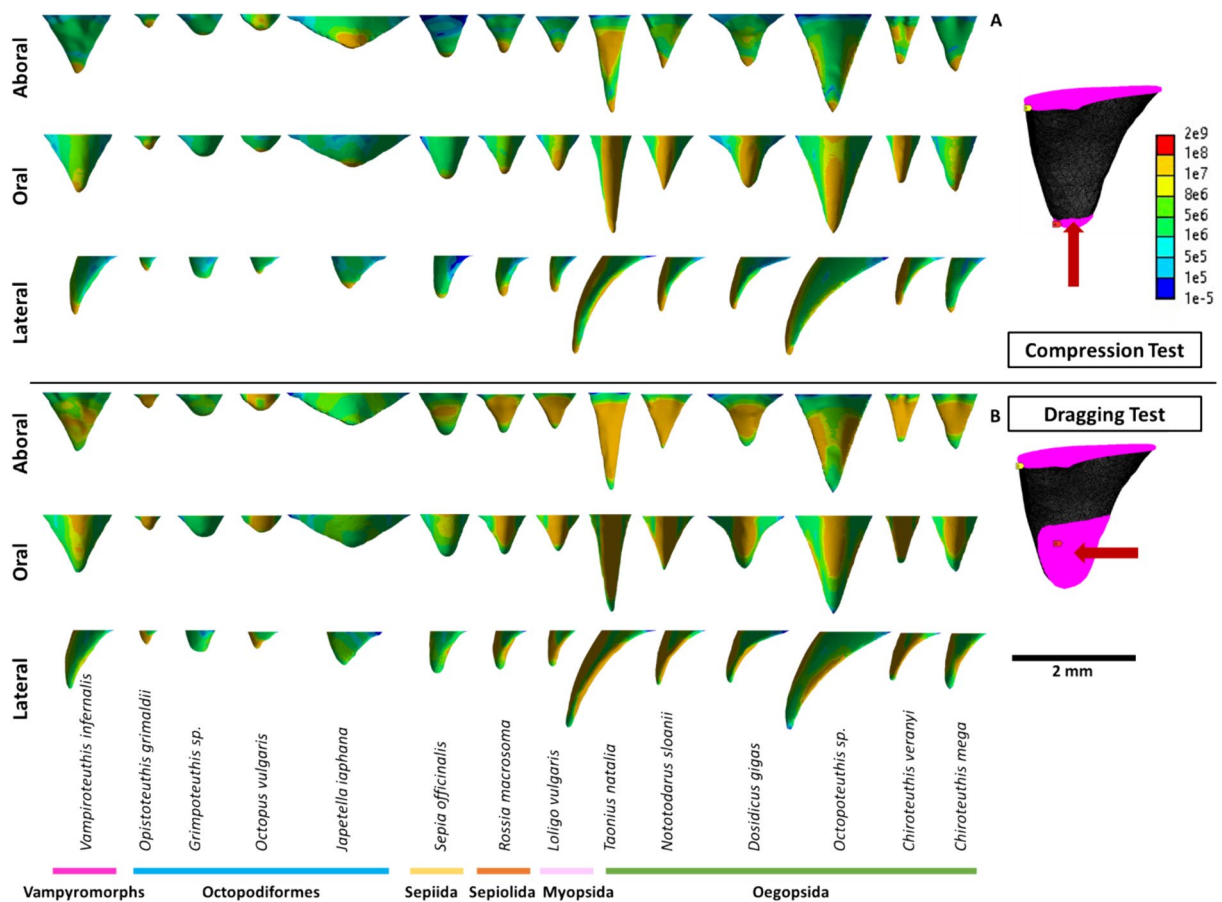 A
Aboral
Oral
Lateral
2e9
1e8
1e7
8e6
5e6
1e6
5e5
1e5
1e-5
Compression Test
B
Dragging Test
Aboral
Oral
Lateral
2 mm
Vampiroteuthis infernalis
Opistoteuthis grimaldii
Grimpoteuthis sp.
Octopus vulgaris
Japetella iaphana
Sepia officinalis
Rossia macrosoma
Loligo vulgaris
Taonius natalia
Nototodarus sloanii
Dosidicus gigas
Octopoteuthis sp.
Chiroteuthis veranyi
Chiroteuthis mega
Vampyromorphs
Octopodiformes
Sepiida
Sepiolida
Myopsida
Oegopsida